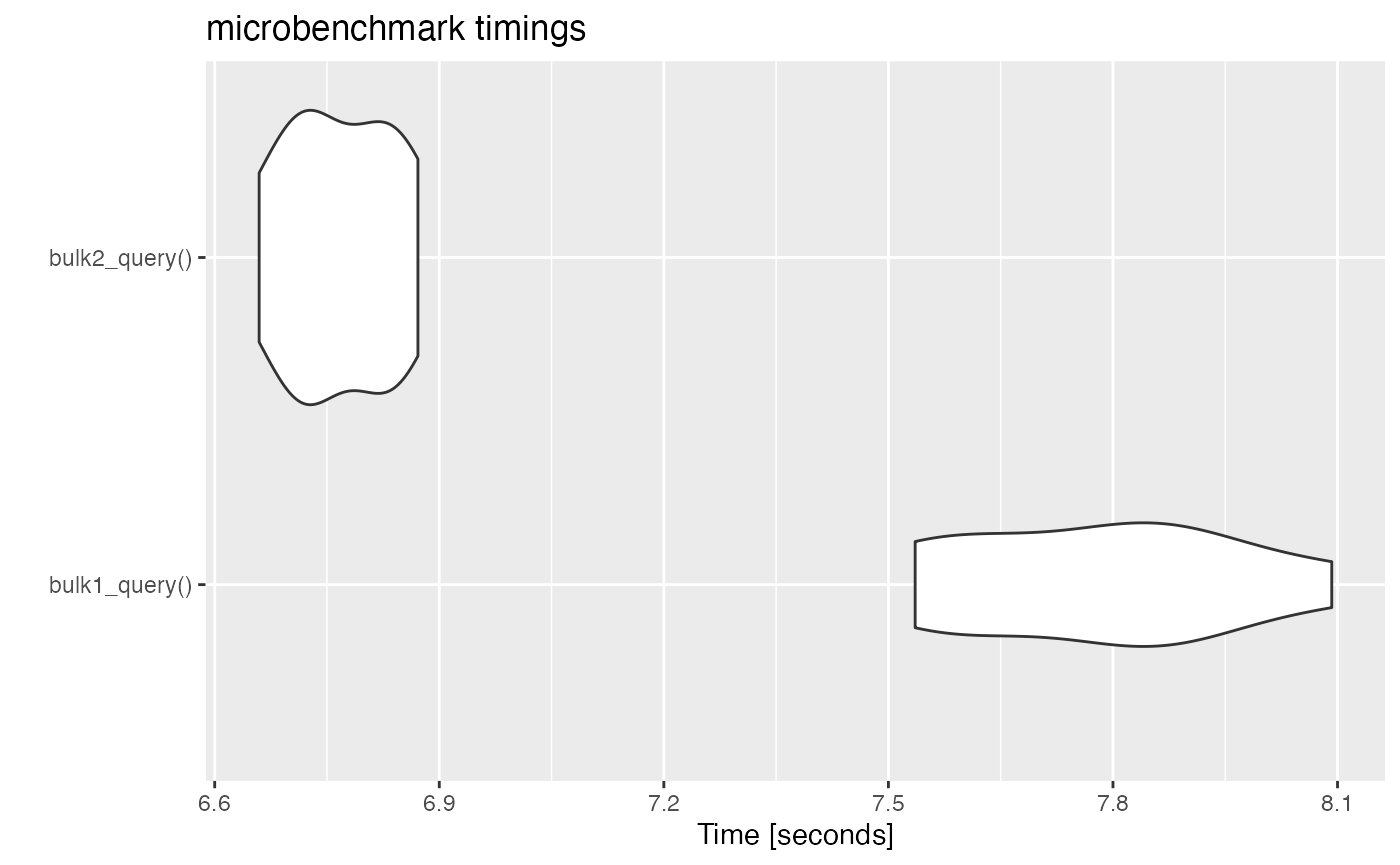 microbenchmark timings
bulk2_query()
bulk1_query()
6.6 6.9 7.2 7.5 7.8 8.1
Time [seconds]